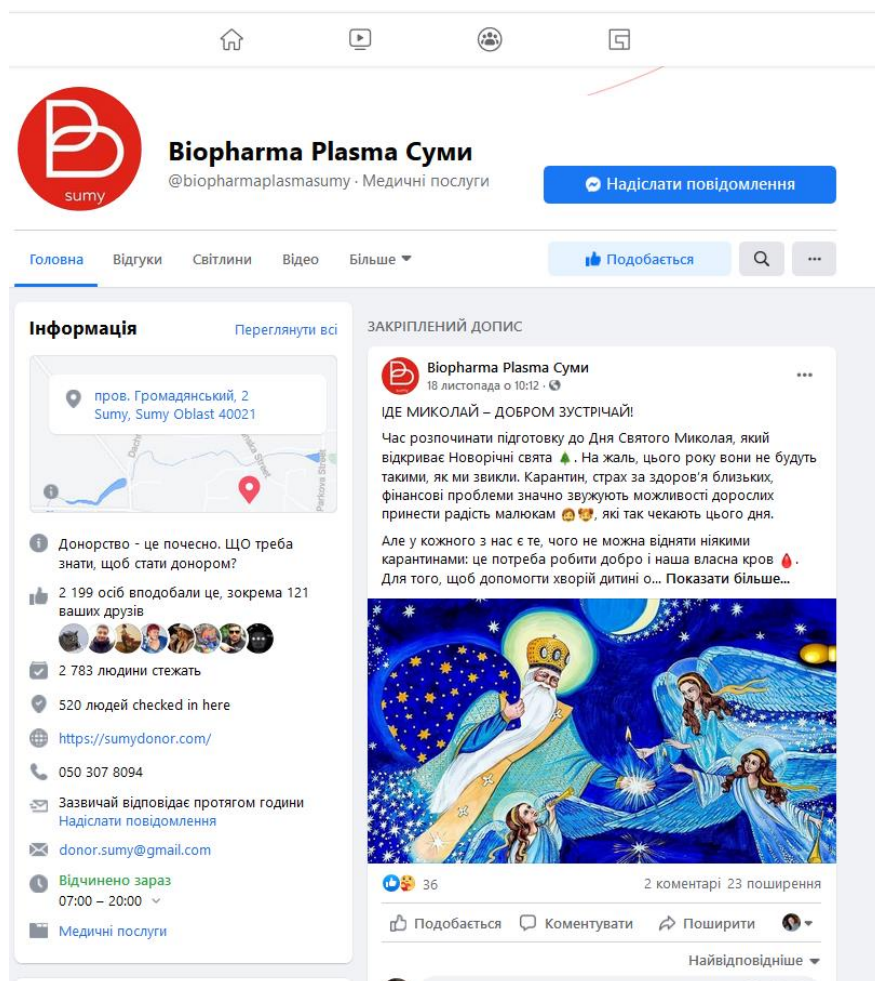 sumy
Biopharma Plasma Суми
@biopharmaplasmasumy · Медичні послуги
Надіслати повідомлення
Головна
Відгуки
Світлини
Відео
Більше
Подобається
Інформація
Переглянути всі
пров. Громадянський, 2
Sumy, Sumy Oblast 40021
Parkova Street
Донорство - це почесно. ЩО треба
знати, щоб стати донором?
2 199 осіб вподобали це, зокрема 121
ваших друзів
2 783 людини стежать
520 людей checked in here
https://sumydonor.com/
050 307 8094
Зазвичай відповідає протягом години
Надіслати повідомлення
donor.sumy@gmail.com
Відчинено зараз
07:00 – 20:00
Медичні послуги
ЗАКРІПЛЕНИЙ ДОПИС
Biopharma Plasma Суми
18 листопада о 10:12 ·
ІДЕ МИКОЛАЙ – ДОБРОМ ЗУСТРІЧАЙ!
Час розпочинати підготовку до Дня Святого Миколая, який
відкриває Новорічні свята 🎄. На жаль, цього року вони не будуть
такими, як ми звикли. Карантин, страх за здоров'я близьких,
фінансові проблеми значно звужують можливості дорослих
принести радість малюкам 👶👧, які так чекають цього дня.
Але у кожного з нас є те, чого не можна відняти ніякими
карантинами: це потреба робити добро і наша власна кров 🩸.
Для того, щоб допомогти хворій дитині о... Показати більше...
36
2 коментарі 23 поширення
Подобається
Коментувати
Поширити
Найвідповідніше